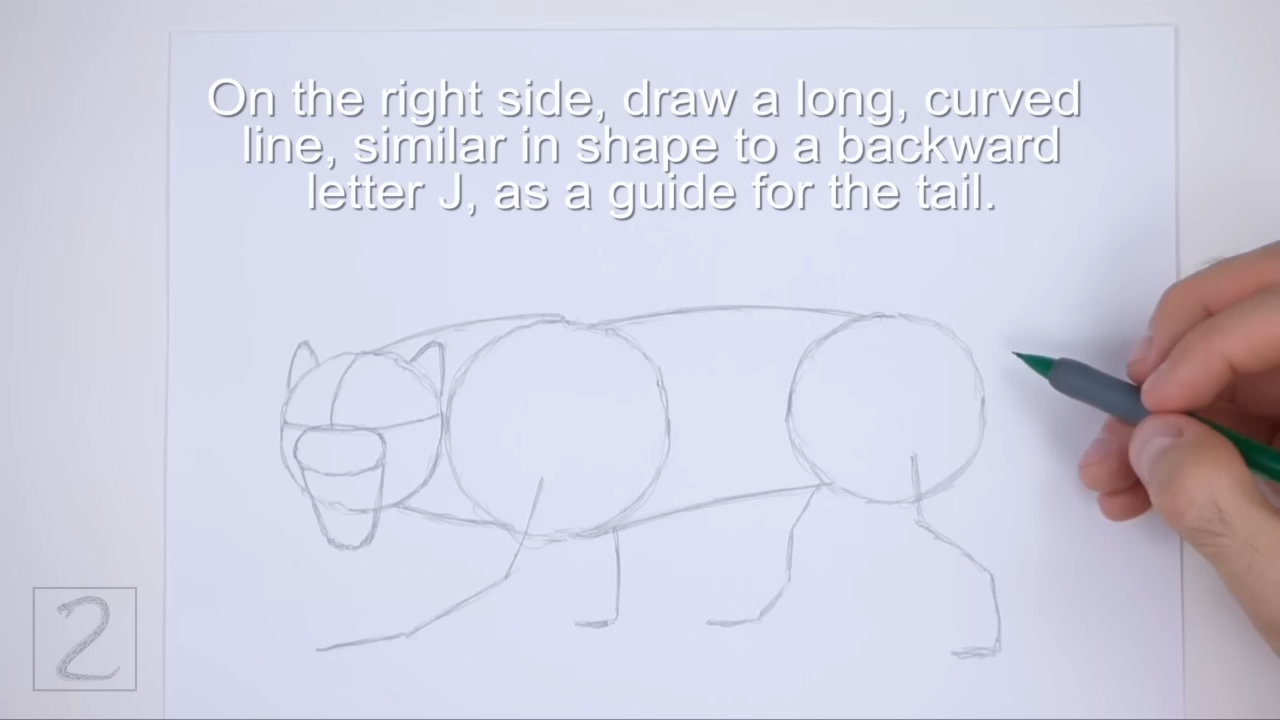 On the right side, draw a long, curved
line, similar in shape to a backward
letter J, as a guide for the tail.
2